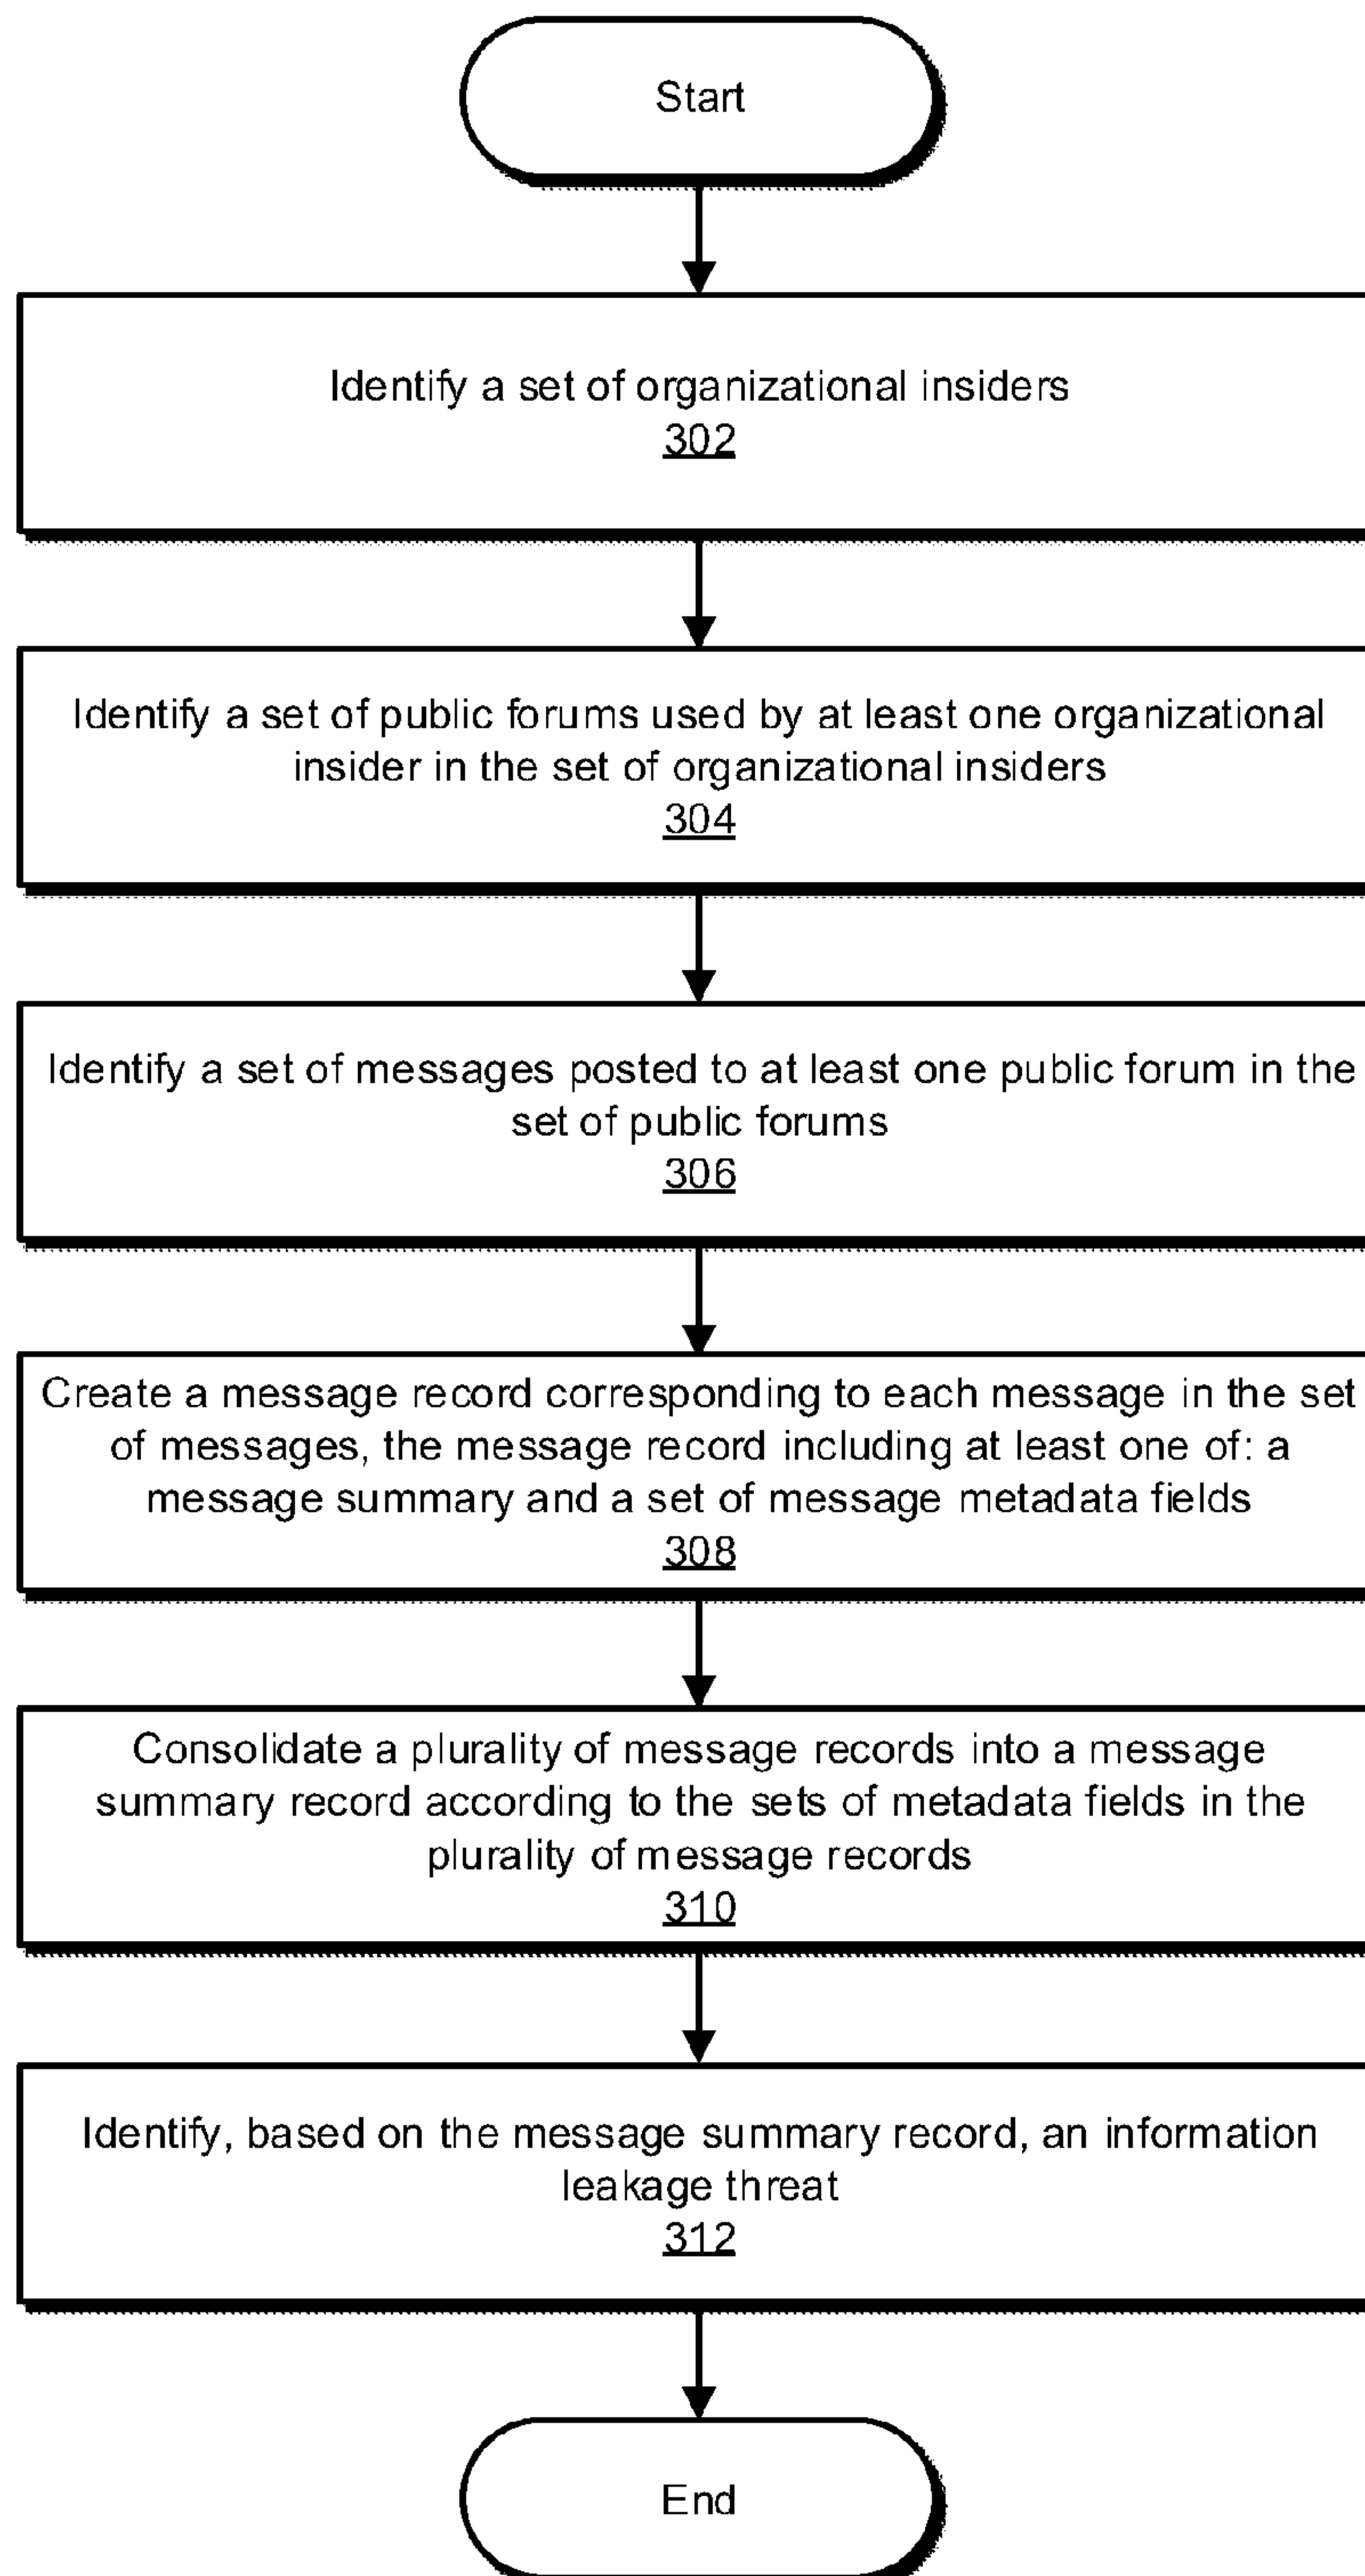 Start
Identify a set of organizational insiders
302
Identify a set of public forums used by at least one organizational
insider in the set of organizational insiders
304
Identify a set of messages posted to at least one public forum in the
set of public forums
306
Create a message record corresponding to each message in the set
of messages, the message record including at least one of: a
message summary and a set of message metadata fields
308
Consolidate a plurality of message records into a message
summary record according to the sets of metadata fields in the
plurality of message records
310
Identify, based on the message summary record, an information
leakage threat
312
End